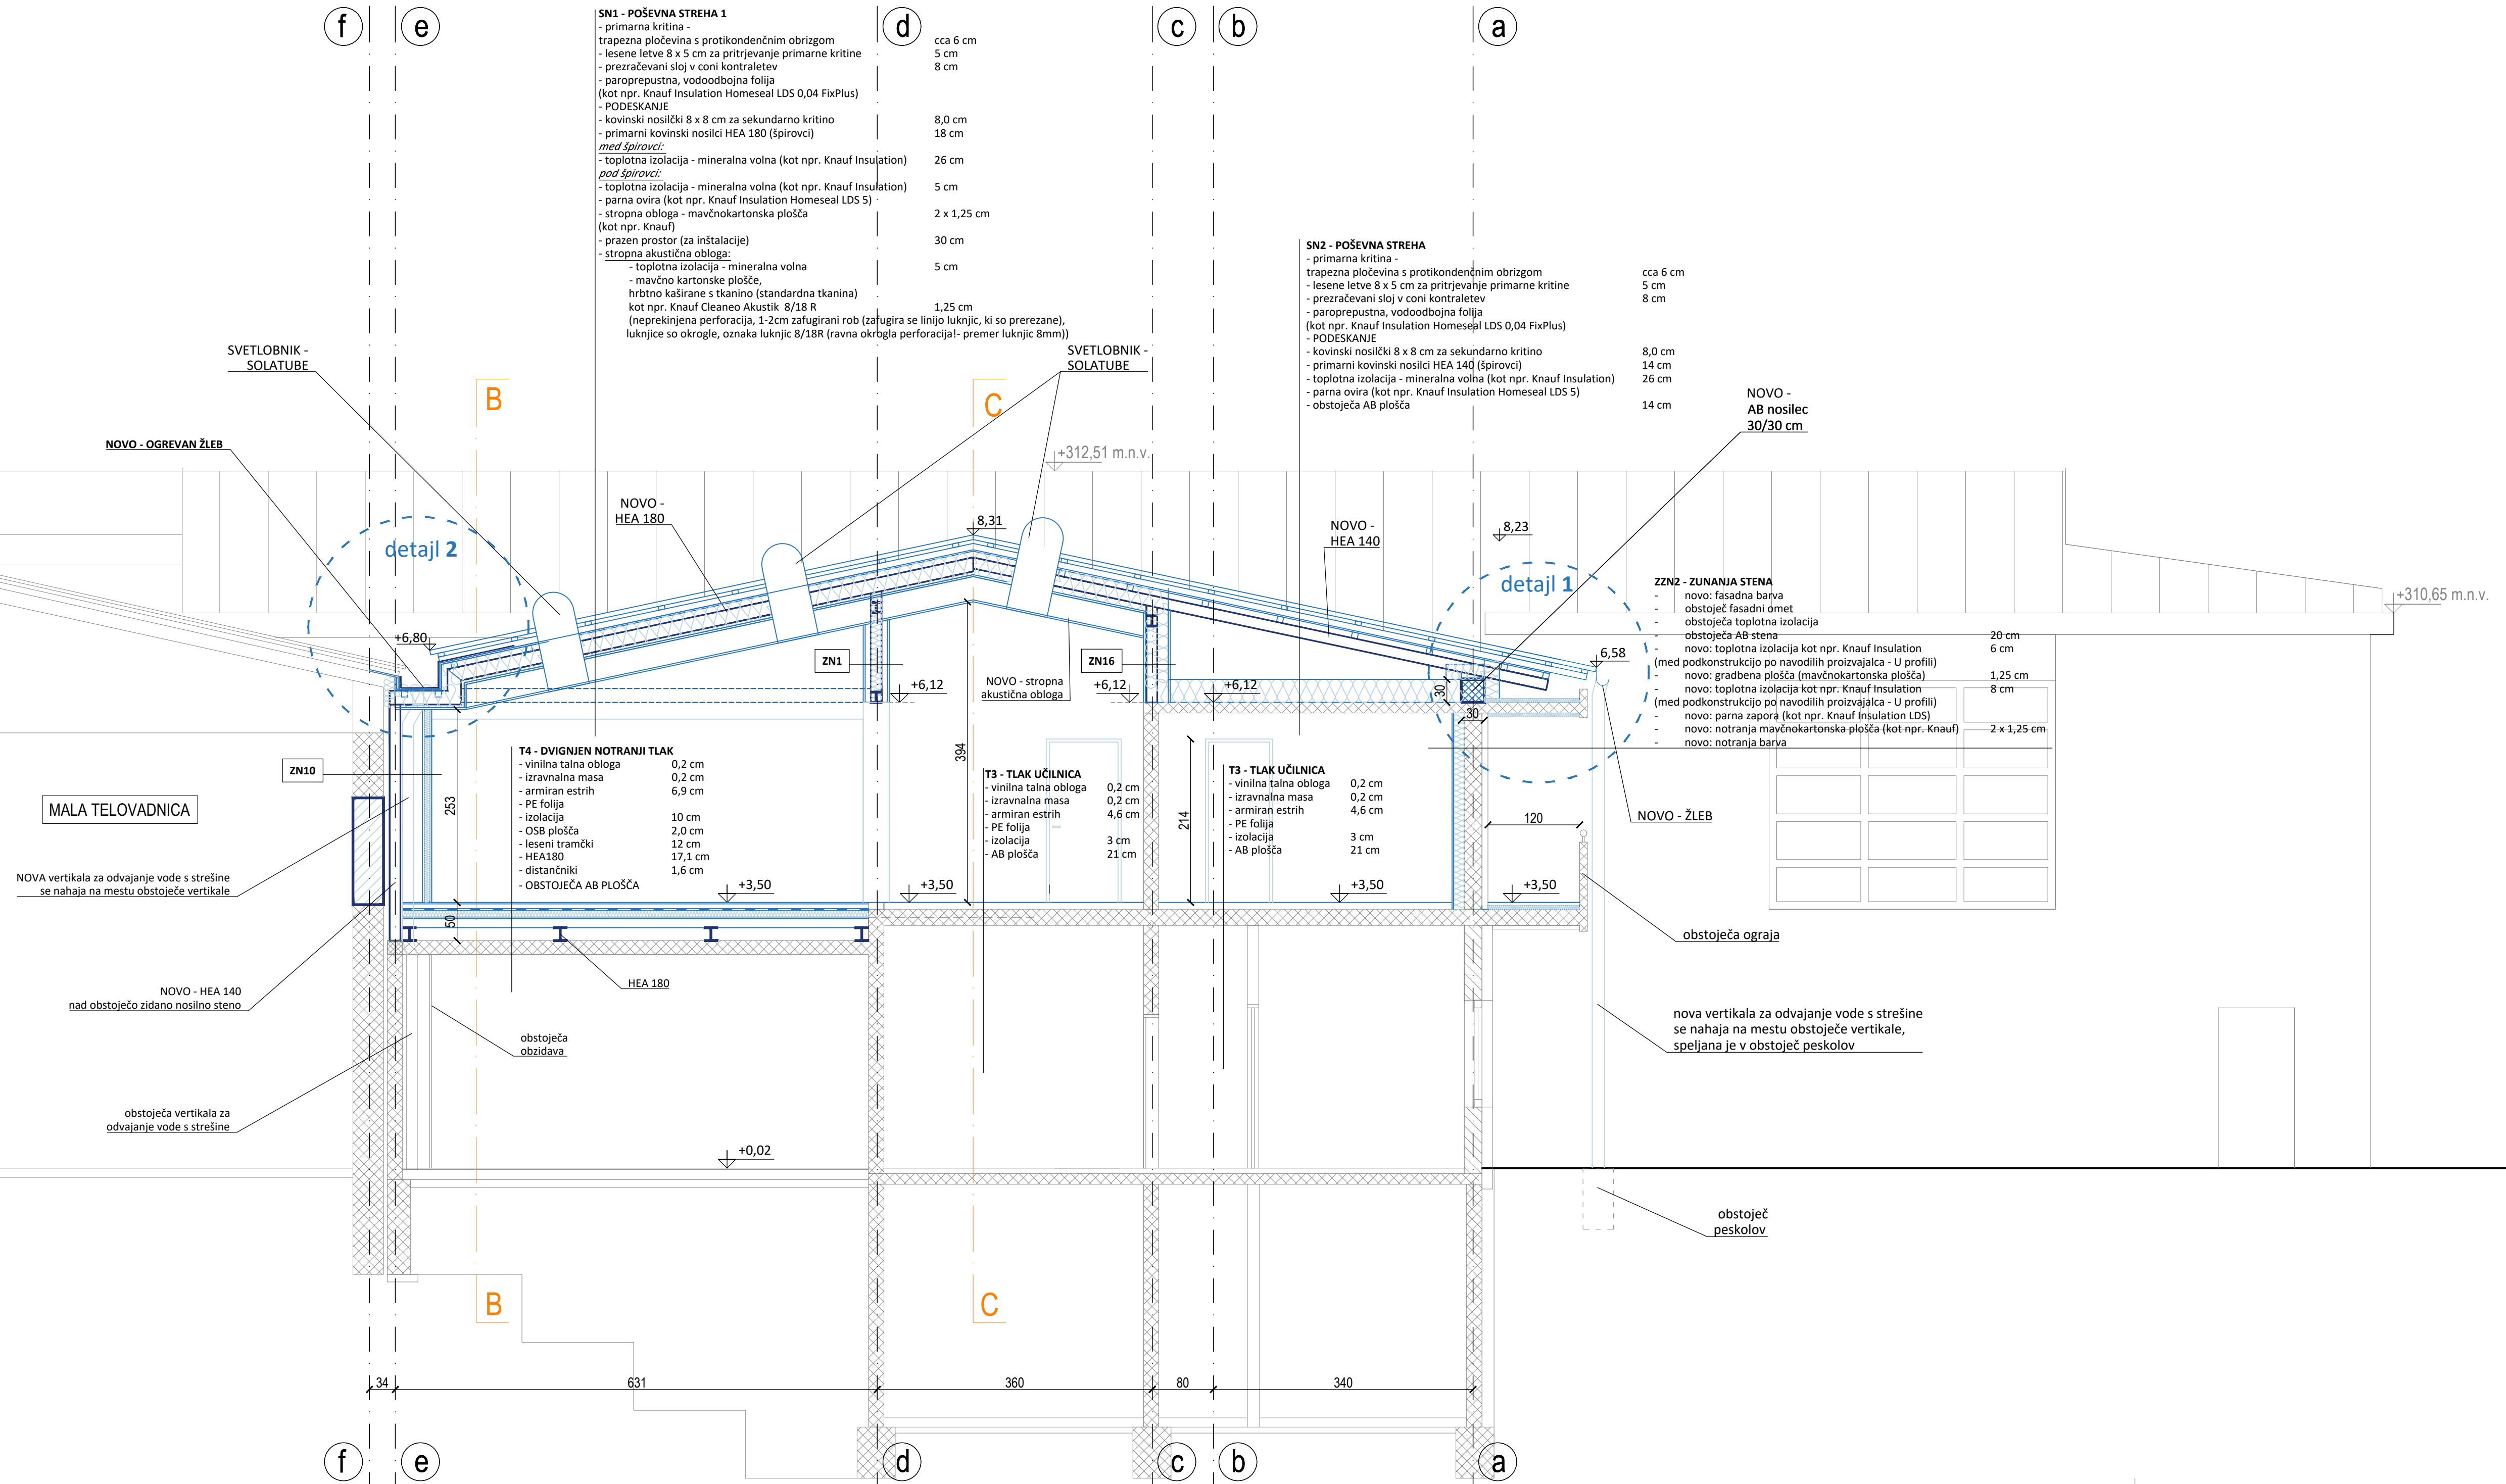 f
e
d
c
b
a
SN1 - POŠEVNA STREHA 1
- primarna kritina -
trapezna pločevina s protikondenčnim obrizgom cca 6 cm
- lesene letve 8 x 5 cm za pritrjevanje primarne kritine 5 cm
- prezračevani sloj v coni kontraletev 8 cm
- paroprepustna, vodoodbojna folija
(kot npr. Knauf Insulation Homeseal LDS 0,04 FixPlus)
- PODESKANJE
- kovinski nosilčki 8 x 8 cm za sekundarno kritino 8,0 cm
- primarni kovinski nosilci HEA 180 (špirovci) 18 cm
med špirovci:
- toplotna izolacija - mineralna volna (kot npr. Knauf Insulation) 26 cm
pod špirovci:
- toplotna izolacija - mineralna volna (kot npr. Knauf Insulation) 5 cm
- parna ovira (kot npr. Knauf Insulation Homeseal LDS 5)
- stropna obloga - mavčnokartonska plošča 2 x 1,25 cm
(kot npr. Knauf)
- prazen prostor (za inštalacije) 30 cm
- stropna akustična obloga:
- toplotna izolacija - mineralna volna 5 cm
- mavčno kartonske plošče,
hrbtno kaširane s tkanino (standardna tkanina)
kot npr. Knauf Cleaneo Akustik 8/18 R 1,25 cm
(neprekinjena perforacija, 1-2cm zafugirani rob (zafugira se linijo luknjic, ki so prerezane),
luknjice so okrogle, oznaka luknjic 8/18R (ravna okrogla perforacija!- premer luknjic 8mm))
SN2 - POŠEVNA STREHA
- primarna kritina -
trapezna pločevina s protikondenčnim obrizgom cca 6 cm
- lesene letve 8 x 5 cm za pritrjevanje primarne kritine 5 cm
- prezračevani sloj v coni kontraletev 8 cm
- paroprepustna, vodoodbojna folija
(kot npr. Knauf Insulation Homeseal LDS 0,04 FixPlus)
- PODESKANJE
- kovinski nosilčki 8 x 8 cm za sekundarno kritino 8,0 cm
- primarni kovinski nosilci HEA 140 (špirovci) 14 cm
- toplotna izolacija - mineralna volna (kot npr. Knauf Insulation) 26 cm
- parna ovira (kot npr. Knauf Insulation Homeseal LDS 5)
- obstoječa AB plošča 14 cm
SVETLOBNIK -
SOLATUBE
SVETLOBNIK -
SOLATUBE
B
C
NOVO -
AB nosilec
30/30 cm
NOVO - OGREVAN ŽLEB
+312,51 m.n.v.
NOVO -
HEA 180
8,31
NOVO -
HEA 140
8,23
detajl 2
detajl 1
ZZN2 - ZUNANJA STENA
- novo: fasadna barva
- obstoječ fasadni omet
- obstoječa toplotna izolacija
- obstoječa AB stena 20 cm
- novo: toplotna izolacija kot npr. Knauf Insulation 6 cm
(med podkonstrukcijo po navodilih proizvajalca - U profili)
- novo: gradbena plošča (mavčnokartonska plošča) 1,25 cm
- novo: toplotna izolacija kot npr. Knauf Insulation 8 cm
(med podkonstrukcijo po navodilih proizvajalca - U profili)
- novo: parna zapora (kot npr. Knauf Insulation LDS)
- novo: notranja mavčnokartonska plošča (kot npr. Knauf) 2 x 1,25 cm
- novo: notranja barva
+310,65 m.n.v.
+6,80
6,58
ZN1
ZN16
NOVO - stropna
akustična obloga
+6,12
+6,12
+6,12
30
30
ZN10
MALA TELOVADNICA
T4 - DVIGNJEN NOTRANJI TLAK
- vinilna talna obloga 0,2 cm
- izravnalna masa 0,2 cm
- armiran estrih 6,9 cm
- PE folija
- izolacija 10 cm
- OSB plošča 2,0 cm
- leseni tramčki 12 cm
- HEA180 17,1 cm
- distančniki 1,6 cm
- OBSTOJEČA AB PLOŠČA
253
394
T3 - TLAK UČILNICA
- vinilna talna obloga 0,2 cm
- izravnalna masa 0,2 cm
- armiran estrih 4,6 cm
- PE folija
- izolacija 3 cm
- AB plošča 21 cm
214
T3 - TLAK UČILNICA
- vinilna talna obloga 0,2 cm
- izravnalna masa 0,2 cm
- armiran estrih 4,6 cm
- PE folija
- izolacija 3 cm
- AB plošča 21 cm
120
NOVO - ŽLEB
NOVA vertikala za odvajanje vode s strešine
se nahaja na mestu obstoječe vertikale
+3,50
+3,50
+3,50
+3,50
50
obstoječa ograja
NOVO - HEA 140
nad obstoječo zidano nosilno steno
HEA 180
nova vertikala za odvajanje vode s strešine
se nahaja na mestu obstoječe vertikale,
speljana je v obstoječ peskolov
obstoječa
obzidava
obstoječa vertikala za
odvajanje vode s strešine
+0,02
obstoječ
peskolov
B
C
34
631
360
80
340
f
e
d
c
b
a